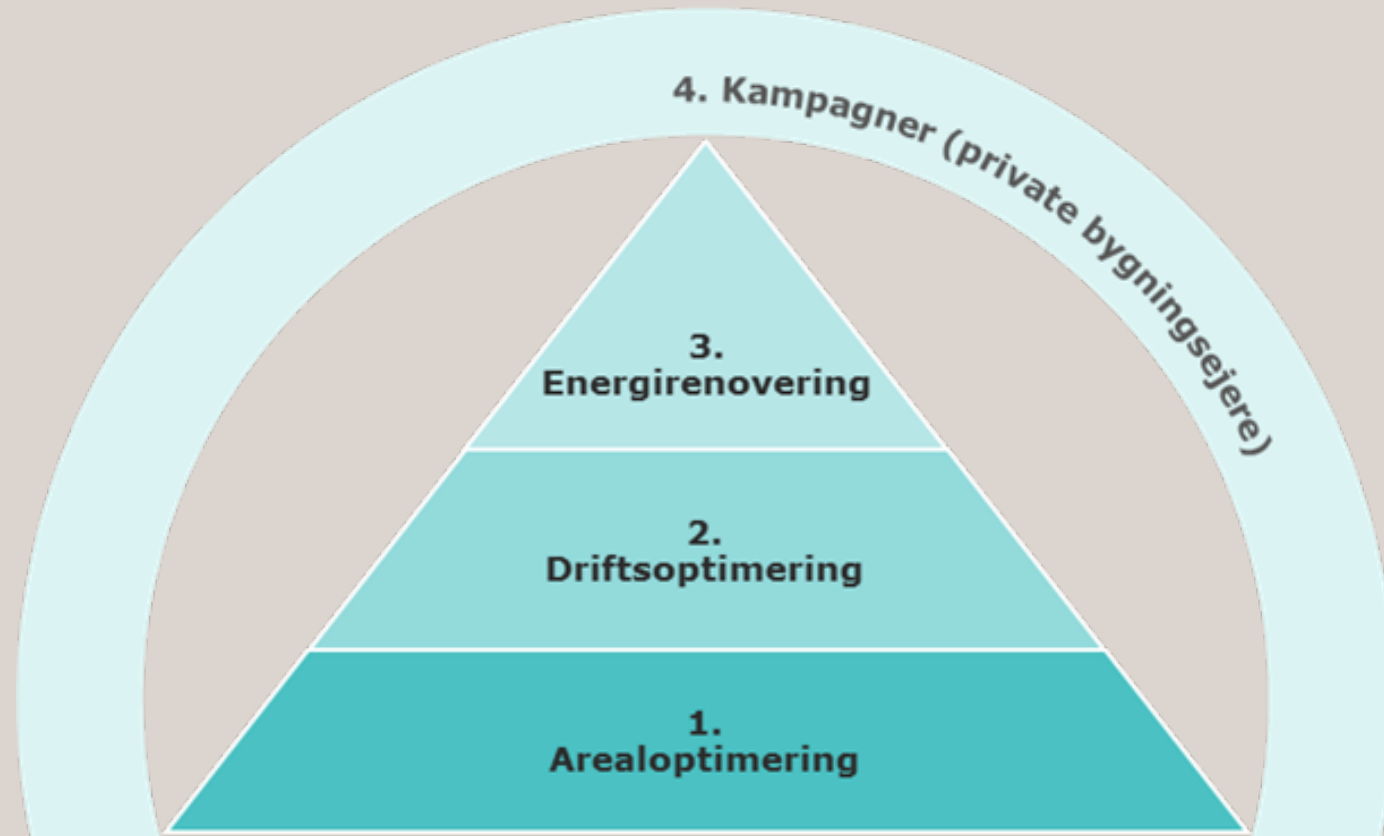 4. Kampagner (private bygningsejere)
3.
Energirenovering
2.
Driftsoptimering
1.
Arealoptimering